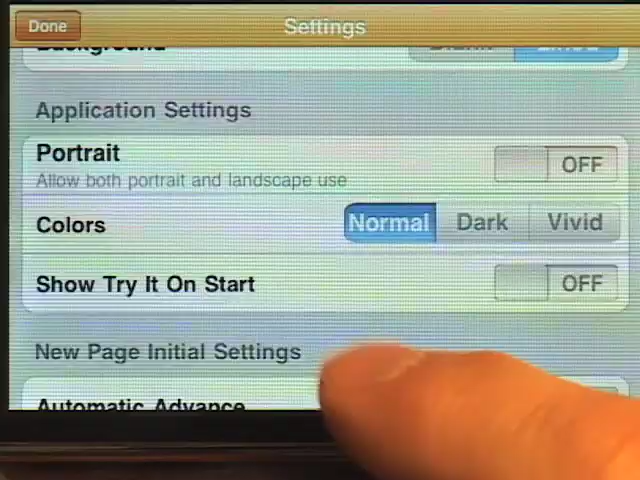 Done
Settings
Background
Application Settings
Portrait
OFF
Allow both portrait and landscape use
Colors
Normal
Dark
Vivid
Show Try It On Start
OFF
New Page Initial Settings
Automatic Advance